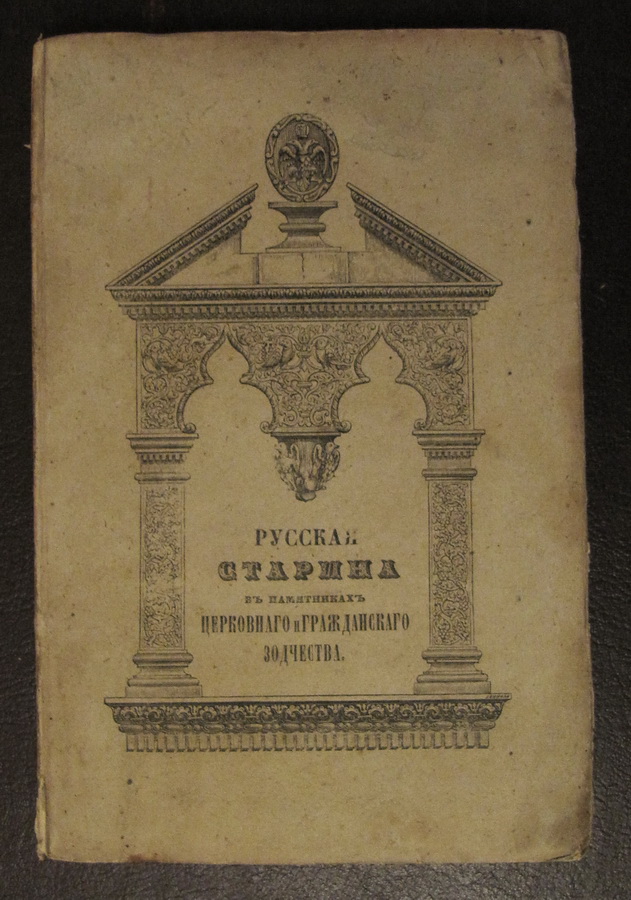 РУССКАЯ
СТАРИНА
ВЪ ПАМЯТНИКАХЪ
ЦЕРКОВНАГО и ГРАЖДАНСКАГО
ЗОДЧЕСТВА.